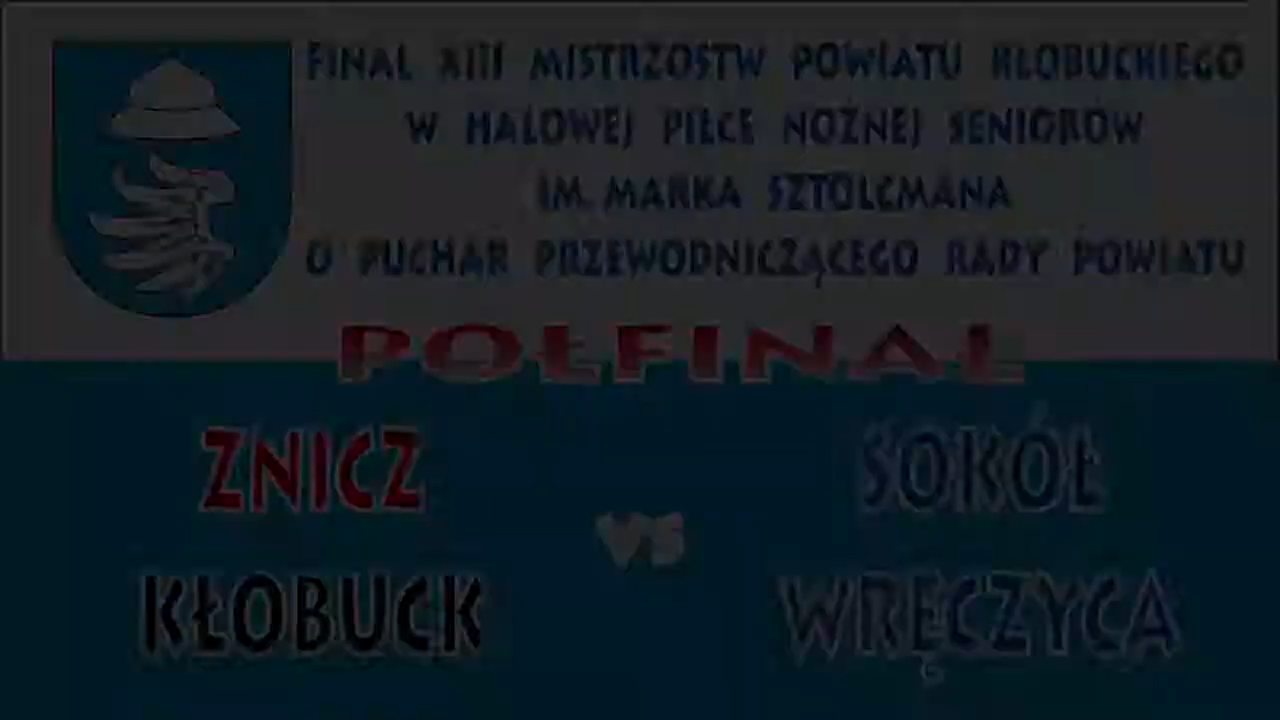 FINAŁ XIII MISTRZOSTW POWIATU KŁOBUCKIEGO
W HALOWEJ PIŁCE NOŻNEJ SENIORÓW
IM. MARKA SZTOLCMANA
O PUCHAR PRZEWODNICZĄCEGO RADY POWIATU
PÓŁFINAŁ
ZNICZ
KŁOBUCK
VS
SOKÓŁ
WRĘCZYCA